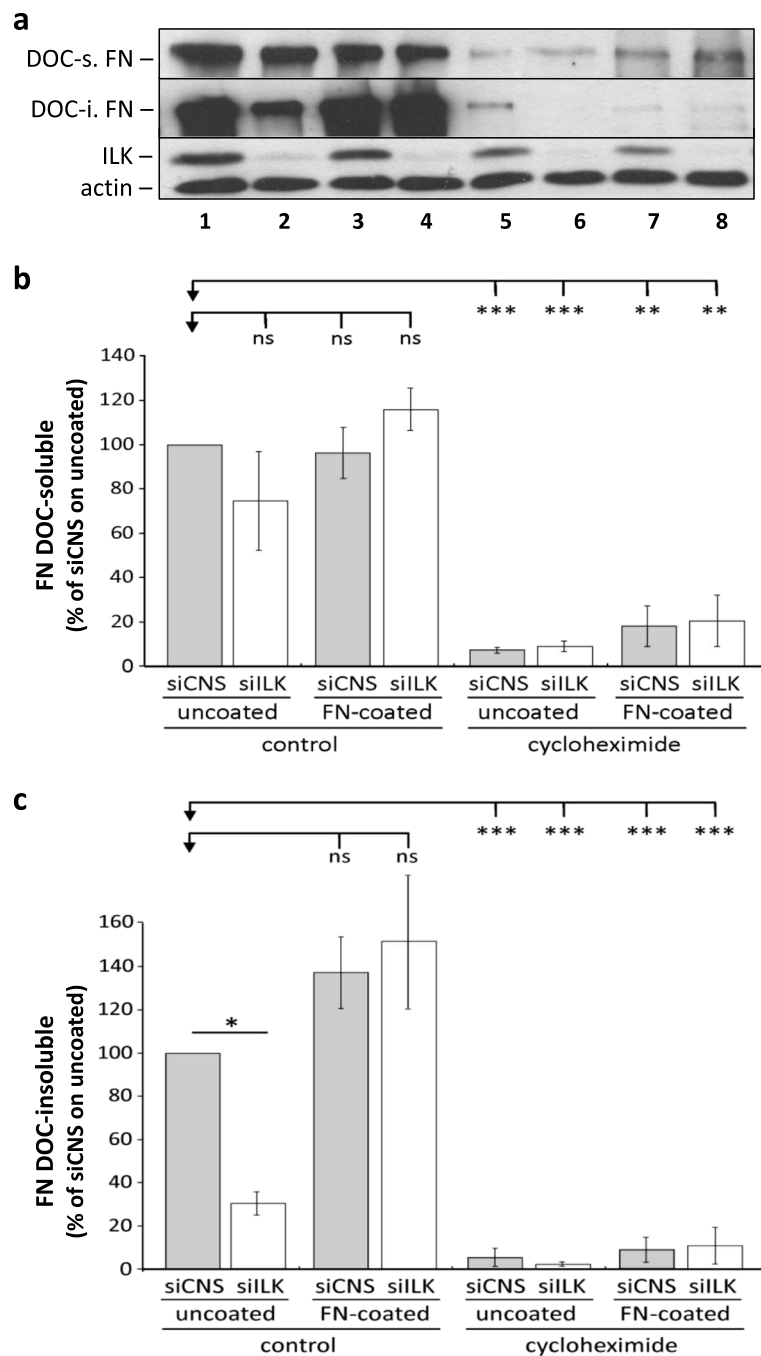 a
DOC-s. FN –
DOC-i. FN –
ILK –
actin –
1 2 3 4 5 6 7 8
b
*** *** ** **
ns ns ns
FN DOC-soluble
(% of siCNS on uncoated)
140
120
100
80
60
40
20
0
siCNS siILK siCNS siILK siCNS siILK siCNS siILK
uncoated FN-coated uncoated FN-coated
control cycloheximide
c
*** *** *** ***
ns ns
FN DOC-insoluble
(% of siCNS on uncoated)
160
140
120
*
100
80
60
40
20
0
siCNS siILK siCNS siILK siCNS siILK siCNS siILK
uncoated FN-coated uncoated FN-coated
control cycloheximide